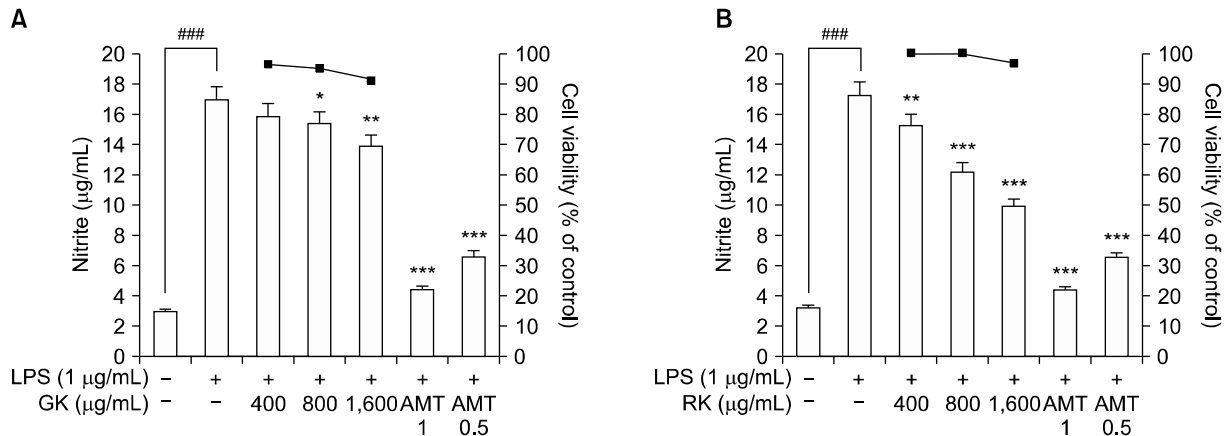 A
B
###
###
20 100
20 100
18 90
18 90
16 80
16 80
14 70
14 70
12 60
12 60
10 50
10 50
8 40
8 40
6 30
6 30
4 20
4 20
2 10
2 10
0 0
0 0
* ** *** ***
** *** *** *** ***
Nitrite (μg/mL)
Cell viability (% of control)
Nitrite (μg/mL)
Cell viability (% of control)
LPS (1 μg/mL) − + + + + + +
GK (μg/mL) − − 400 800 1,600 AMT AMT
1 0.5
LPS (1 μg/mL) − + + + + + +
RK (μg/mL) − − 400 800 1,600 AMT AMT
1 0.5